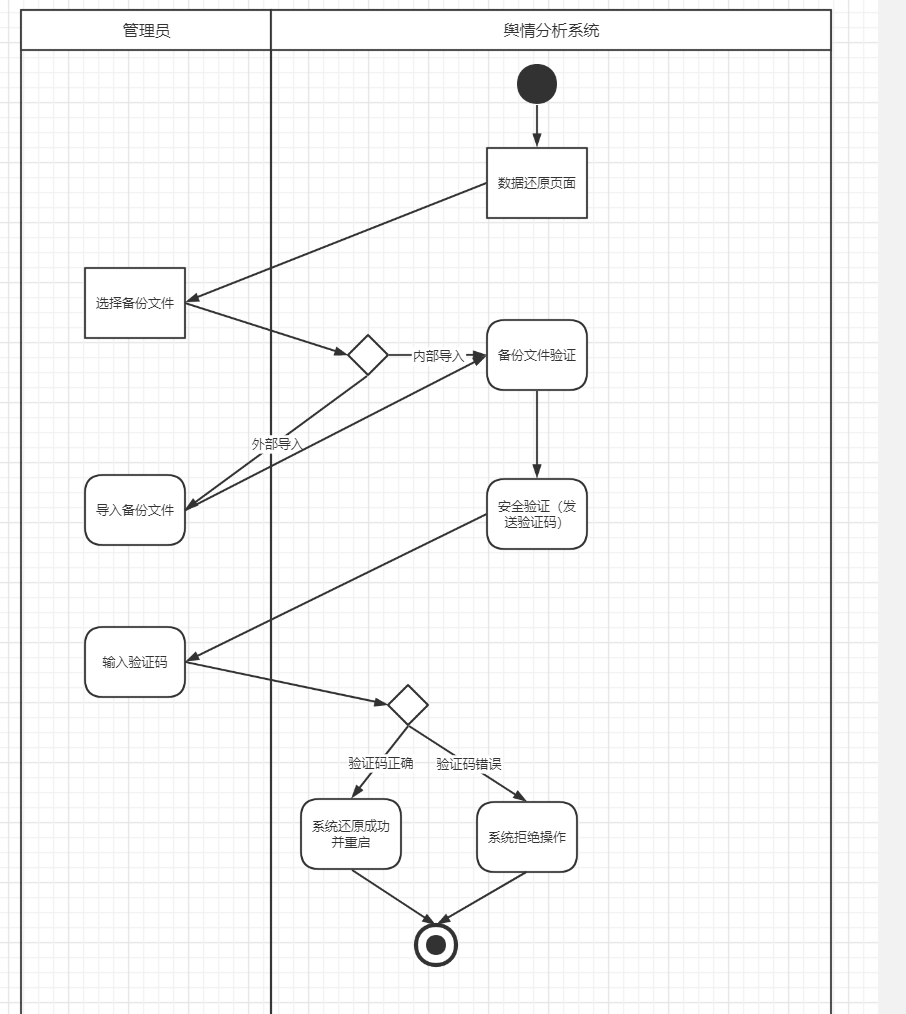 管理员
舆情分析系统
数据还原页面
选择备份文件
内部导入
备份文件验证
外部导入
导入备份文件
安全验证（发
送验证码）
输入验证码
验证码正确
验证码错误
系统还原成功
并重启
系统拒绝操作